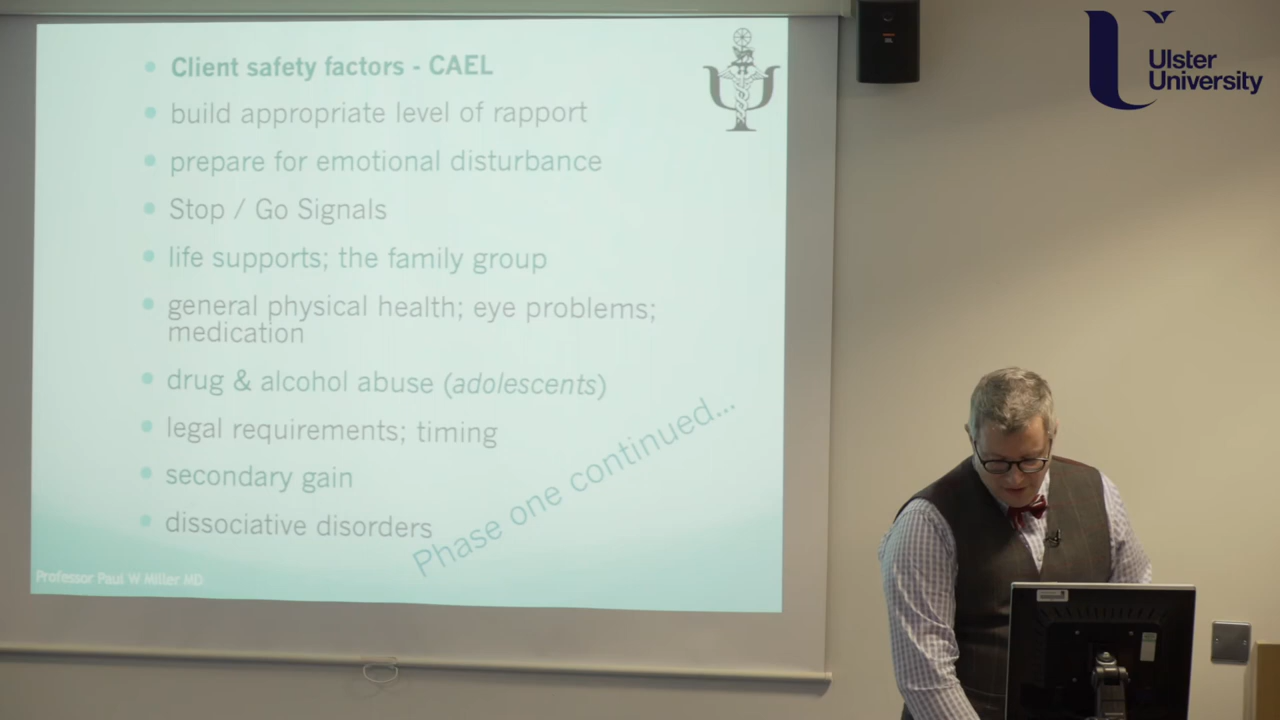 Client safety factors - CAEL
build appropriate level of rapport
prepare for emotional disturbance
Stop / Go Signals
life supports; the family group
general physical health; eye problems;
medication
drug & alcohol abuse (adolescents)
legal requirements; timing
secondary gain
dissociative disorders
Phase one continued...
Professor Paul W Miller MD
Ulster
University